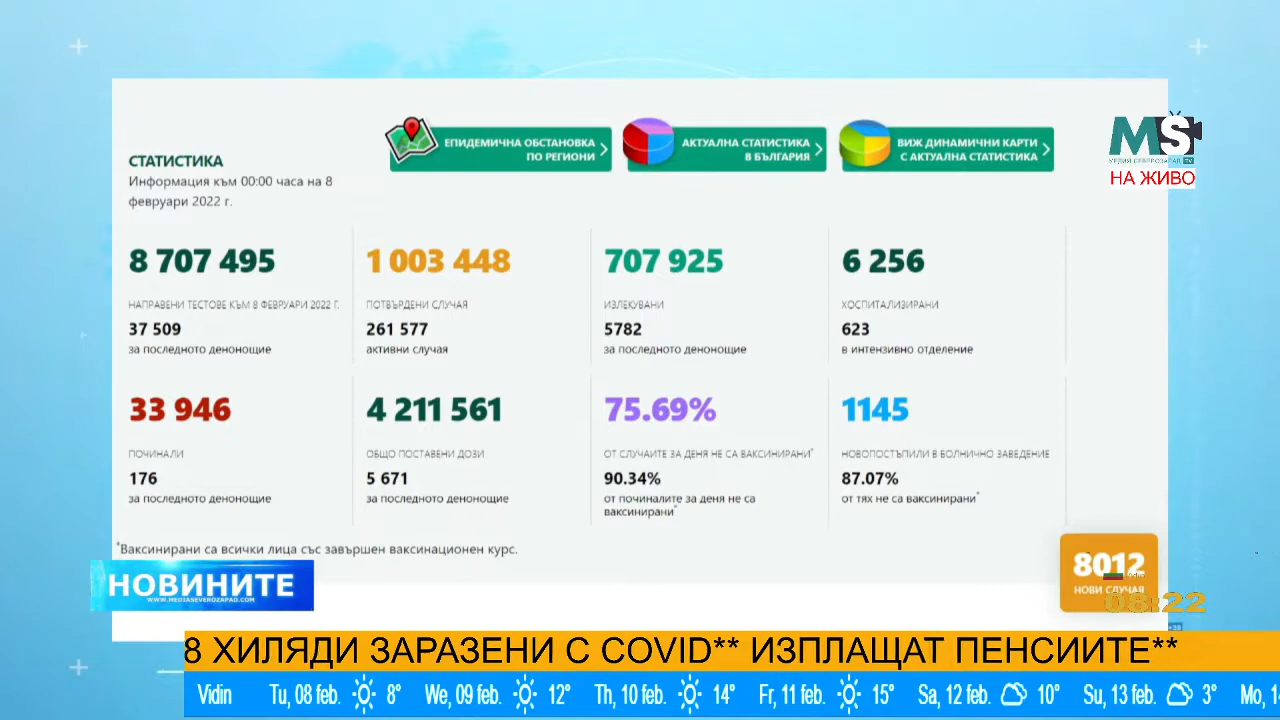 ЕПИДЕМИЧНА ОБСТАНОВКА
ПО РЕГИОНИ
АКТУАЛНА СТАТИСТИКА
В БЪЛГАРИЯ
ВИЖ ДИНАМИЧНИ КАРТИ
С АКТУАЛНА СТАТИСТИКА
MS
МЕДИЯ СЕВЕРОЗАПАД TV
НА ЖИВО
СТАТИСТИКА
Информация към 00:00 часа на 8
февруари 2022 г.
8 707 495
НАПРАВЕНИ ТЕСТОВЕ КЪМ 8 ФЕВРУАРИ 2022 Г.
37 509
за последното денонощие
1 003 448
ПОТВЪРДЕНИ СЛУЧАЯ
261 577
активни случая
707 925
ИЗЛЕКУВАНИ
5782
за последното денонощие
6 256
ХОСПИТАЛИЗИРАНИ
623
в интензивно отделение
33 946
ПОЧИНАЛИ
176
за последното денонощие
4 211 561
ОБЩО ПОСТАВЕНИ ДОЗИ
5 671
за последното денонощие
75.69%
ОТ СЛУЧАИТЕ ЗА ДЕНЯ НЕ СА ВАКСИНИРАНИ*
90.34%
от починалите за деня не са
ваксинирани*
1145
НОВОПОСТЪПИЛИ В БОЛНИЧНО ЗАВЕДЕНИЕ
87.07%
от тях не са ваксинирани*
*Ваксинирани са всички лица със завършен ваксинационен курс.
8012
НОВИ СЛУЧАЯ
08:22
НОВИНИТЕ
WWW.MEDIASEVEROZAPAD.COM
8 ХИЛЯДИ ЗАРАЗЕНИ С COVID** ИЗПЛАЩАТ ПЕНСИИТЕ**
Vidin Tu, 08 feb. 8° We, 09 feb. 12° Th, 10 feb. 14° Fr, 11 feb. 15° Sa, 12 feb. 10° Su, 13 feb. 3° Mo, 14